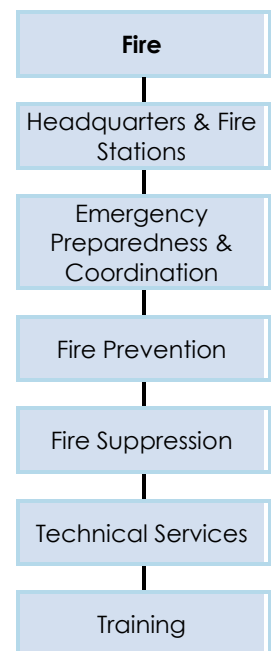 Fire
Headquarters & Fire
Stations
Emergency
Preparedness &
Coordination
Fire Prevention
Fire Suppression
Technical Services
Training